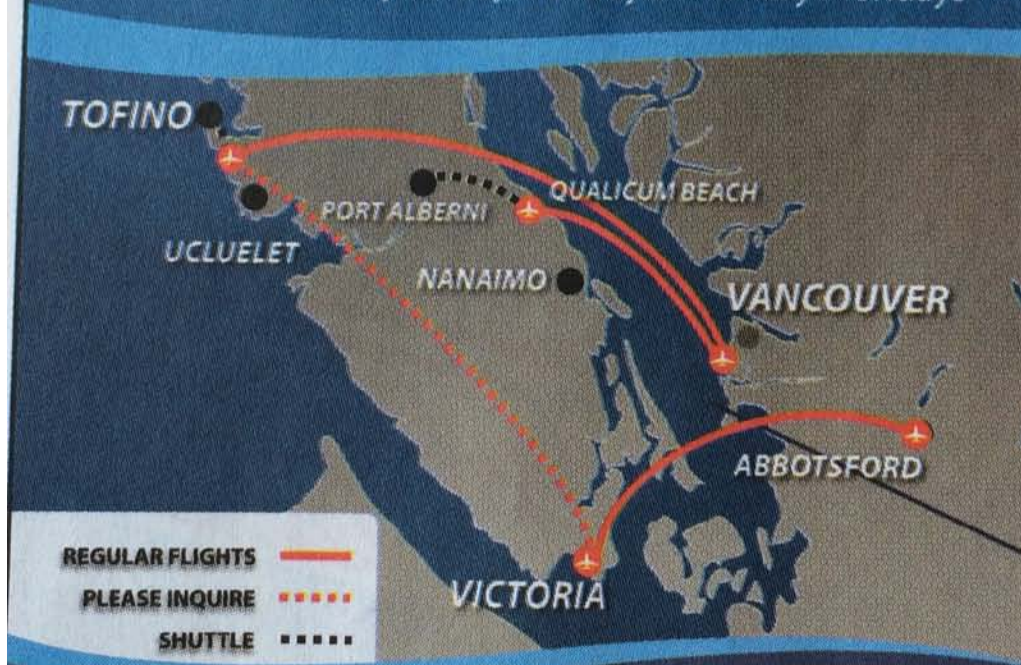 TOFINO
QUALICUM BEACH
PORT ALBERNI
UCLUELET
NANAIMO
VANCOUVER
ABBOTSFORD
VICTORIA
REGULAR FLIGHTS
PLEASE INQUIRE
SHUTTLE